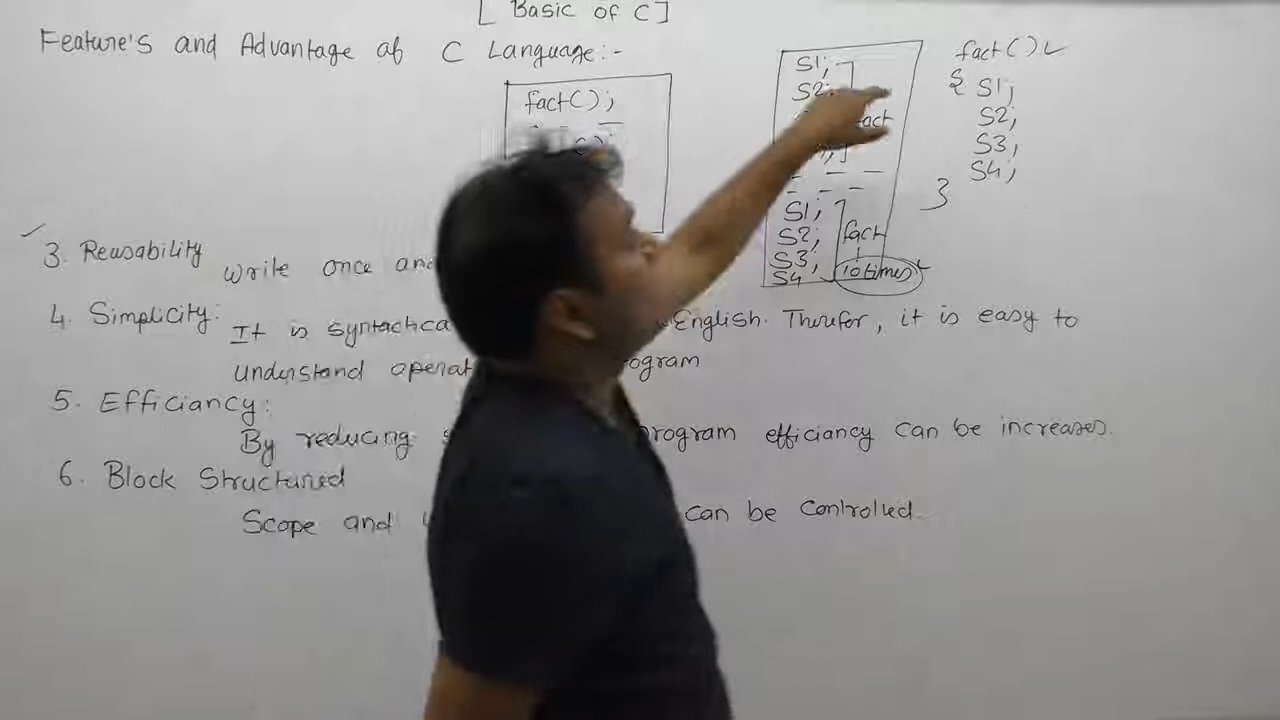 [ Basic of C ]
Feature's and Advantage of C Language:-
fact();
S1;
S2;
fact
S1;
S2;
S3;
S4
fact
10 times
fact()
{ S1;
S2;
S3;
S4;
}
3. Reusability
write once and
4. Simplicity:
It is syntactica English. Therefor, it is easy to
understand operat ogram
5. Efficiancy:
By reducing program efficiancy can be increases.
6. Block Structured
Scope and can be controlled